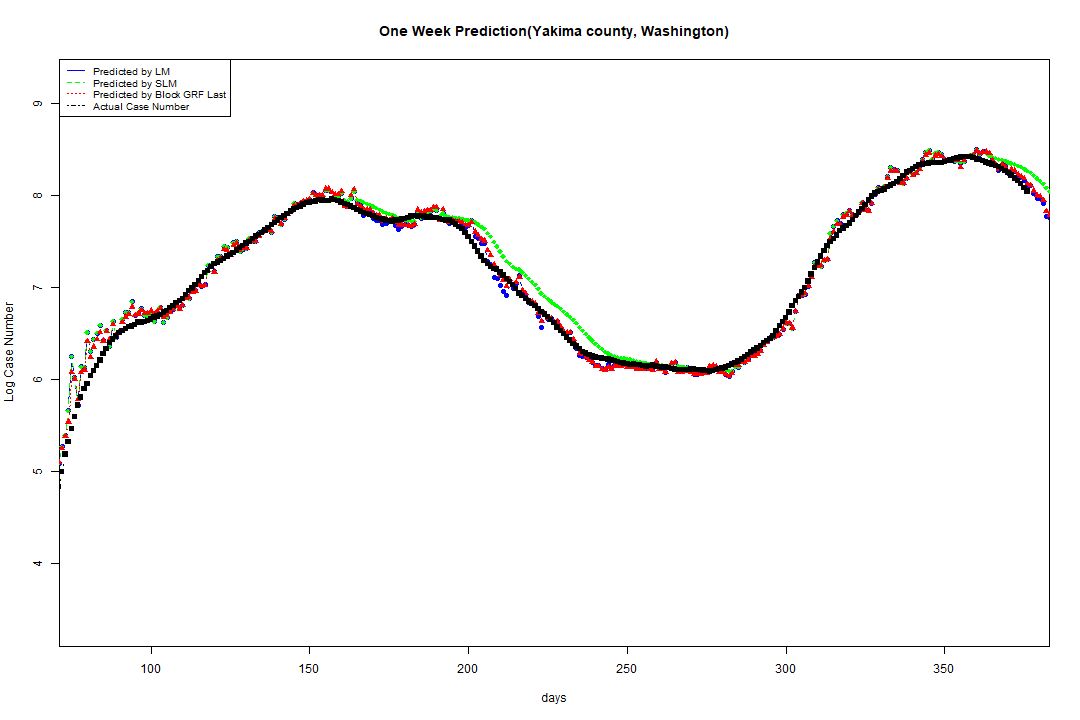 One Week Prediction(Yakima county, Washington)
Predicted by LM
Predicted by SLM
Predicted by Block GRF Last
Actual Case Number
9
8
7
6
5
4
Log Case Number
100 150 200 250 300 350
days